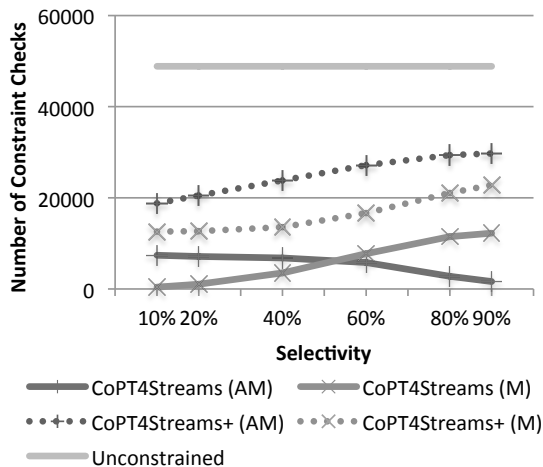 60000
40000
20000
0
Number of Constraint Checks
10% 20% 40% 60% 80% 90%
Selectivity
CoPT4Streams (AM) CoPT4Streams (M)
CoPT4Streams+ (AM) CoPT4Streams+ (M)
Unconstrained